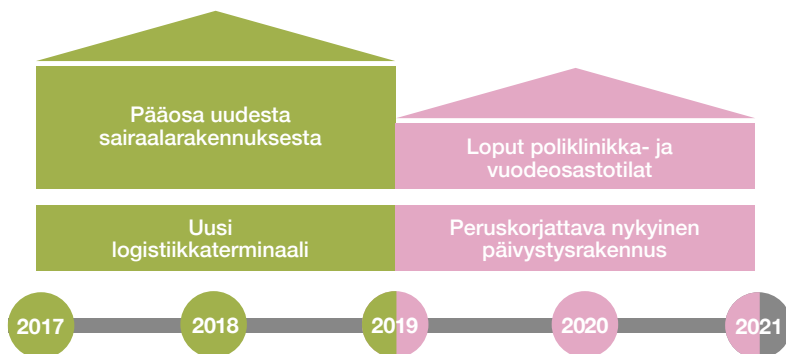 Pääosa uudesta
sairaalarakennuksesta
Loput poliklinikka- ja
vuodeosastotilat
Uusi
logistiikkaterminaali
Peruskorjattava nykyinen
päivystysrakennus
2017
2018
2019
2020
2021